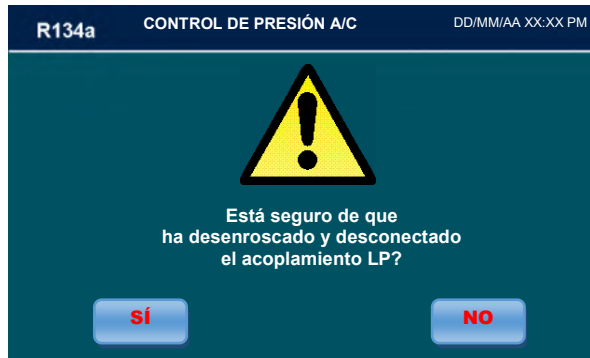 R134a CONTROL DE PRESIÓN A/C DD/MM/AA XX:XX PM
Está seguro de que
ha desenroscado y desconectado
el acoplamiento LP?
SÍ NO